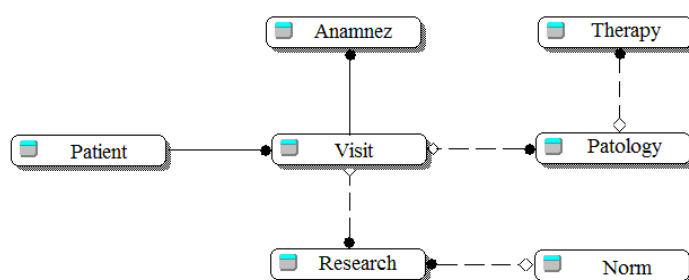 Anamnez
Therapy
Patient
Visit
Patology
Research
Norm